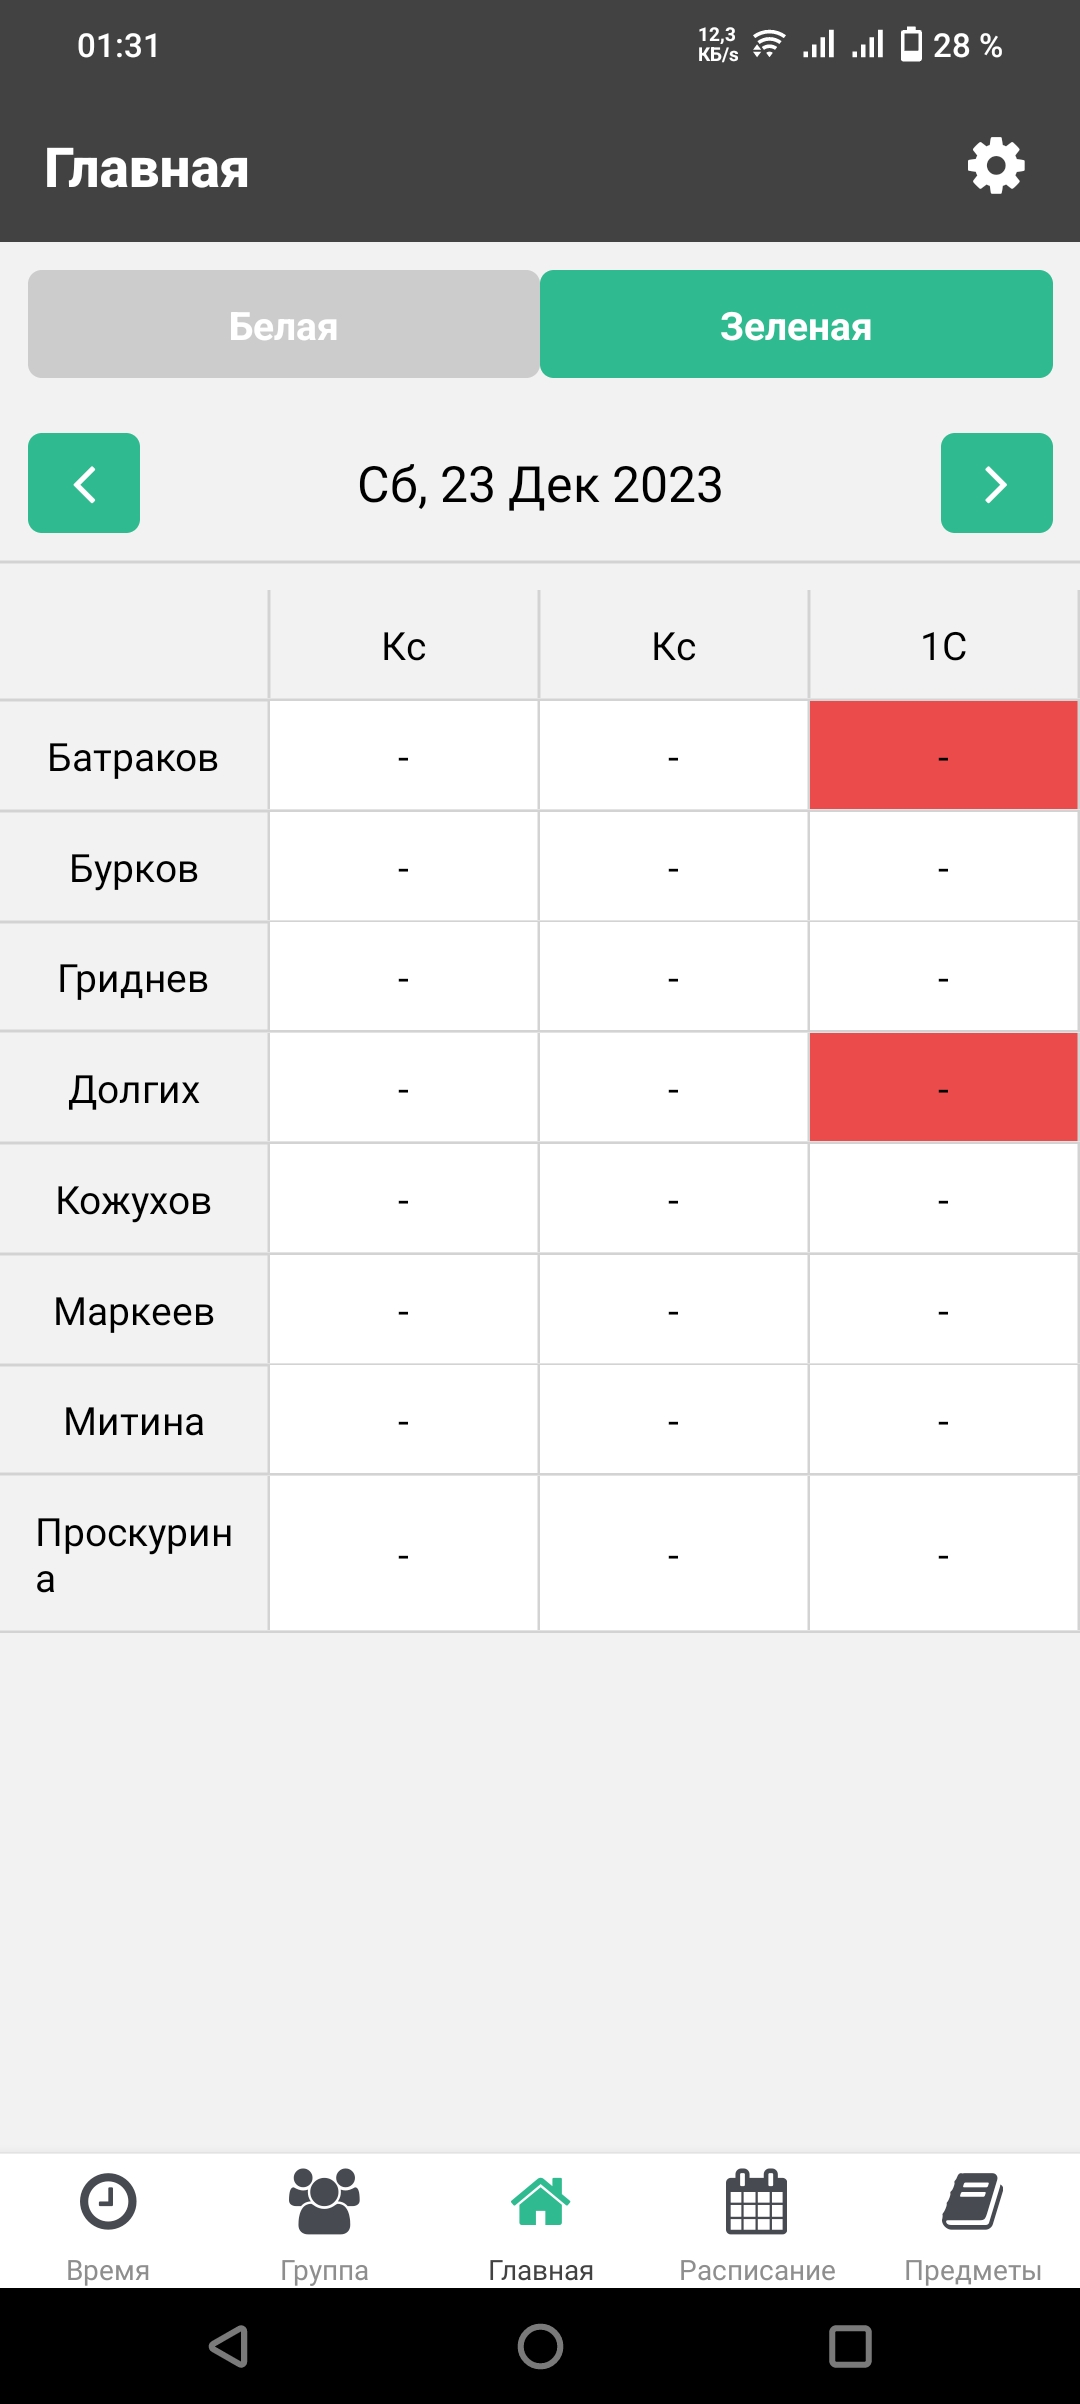 01:31
12,3
КБ/s
28 %
Главная
Белая Зеленая
Сб, 23 Дек 2023
Кс Кс 1С
Батраков - - -
Бурков - - -
Гриднев - - -
Долгих - - -
Кожухов - - -
Маркеев - - -
Митина - - -
Проскурин
а - - -
Время Группа Главная Расписание Предметы